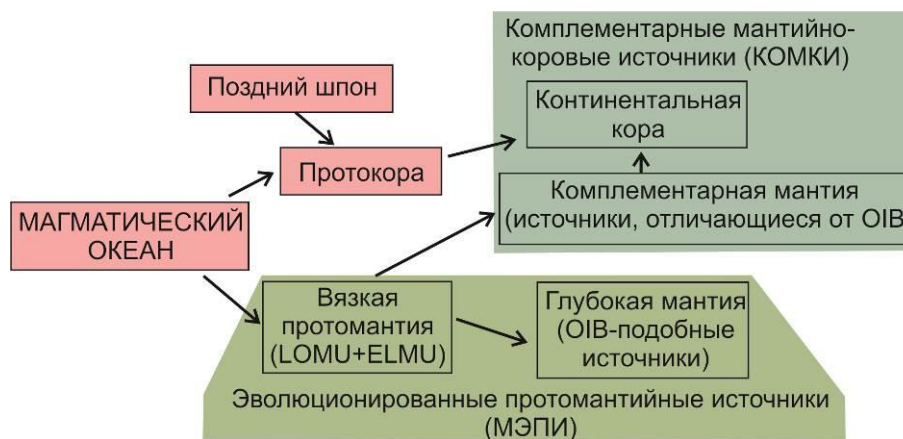 Комплементарные мантийно-
коровые источники (КОМКИ)
Поздний шпон
Континентальная
кора
Протокора
Комплементарная мантия
(источники, отличающиеся от OIB
МАГМАТИЧЕСКИЙ
ОКЕАН
Вязкая
протомантия
(LOMU+ELMU)
Глубокая мантия
(OIB-подобные
источники)
Эволюционированные протомантийные источники
(МЭПИ)